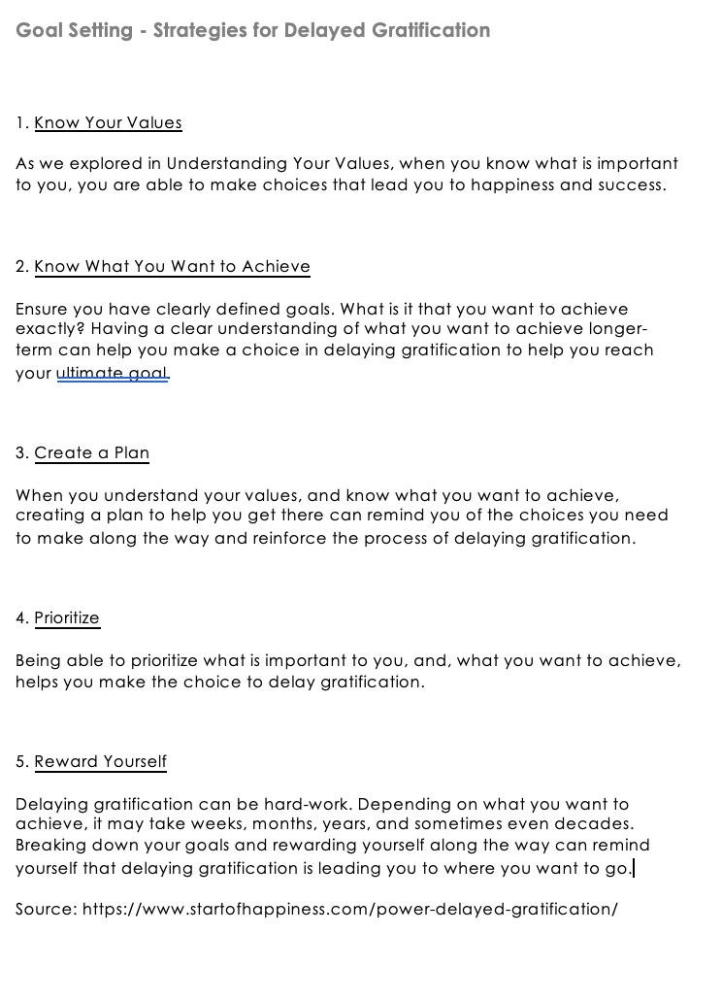 Goal Setting - Strategies for Delayed Gratification
1. Know Your Values
As we explored in Understanding Your Values, when you know what is important
to you, you are able to make choices that lead you to happiness and success.
2. Know What You Want to Achieve
Ensure you have clearly defined goals. What is it that you want to achieve
exactly? Having a clear understanding of what you want to achieve longer-
term can help you make a choice in delaying gratification to help you reach
your ultimate goal.
3. Create a Plan
When you understand your values, and know what you want to achieve,
creating a plan to help you get there can remind you of the choices you need
to make along the way and reinforce the process of delaying gratification.
4. Prioritize
Being able to prioritize what is important to you, and, what you want to achieve,
helps you make the choice to delay gratification.
5. Reward Yourself
Delaying gratification can be hard-work. Depending on what you want to
achieve, it may take weeks, months, years, and sometimes even decades.
Breaking down your goals and rewarding yourself along the way can remind
yourself that delaying gratification is leading you to where you want to go.
Source: https://www.startofhappiness.com/power-delayed-gratification/